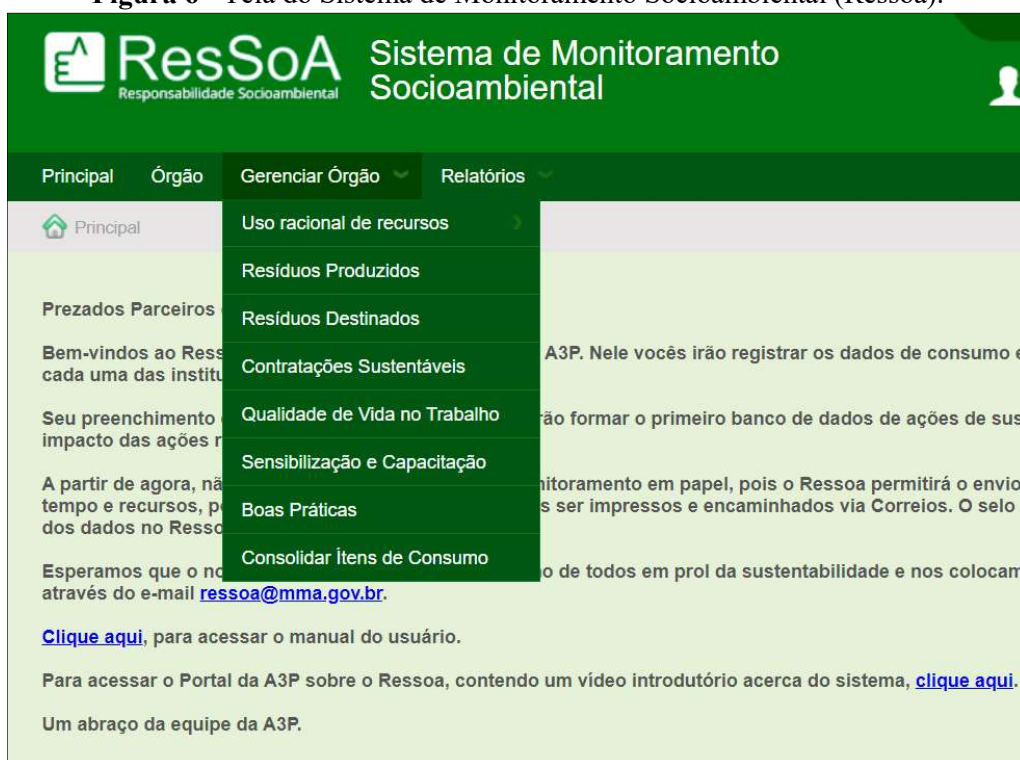 Figura 6 - Tela do Sistema de Monitoramento Socioambiental (Ressoa).
ResSoA
Responsabilidade Socioambiental
Sistema de Monitoramento
Socioambiental
Principal Órgão Gerenciar Órgão Relatórios
Principal
Uso racional de recursos
Resíduos Produzidos
Resíduos Destinados
Contratações Sustentáveis
Qualidade de Vida no Trabalho
Sensibilização e Capacitação
Boas Práticas
Consolidar Ítens de Consumo
Prezados Parceiros
Bem-vindos ao Ress A3P. Nele vocês irão registrar os dados de consumo e
cada uma das institu
Seu preenchimento rão formar o primeiro banco de dados de ações de sus
impacto das ações r
A partir de agora, nã nitoramento em papel, pois o Ressoa permitirá o envio
tempo e recursos, p s ser impressos e encaminhados via Correios. O selo
dos dados no Resso
Esperamos que o no o de todos em prol da sustentabilidade e nos colocam
através do e-mail ressoa@mma.gov.br.
Clique aqui, para acessar o manual do usuário.
Para acessar o Portal da A3P sobre o Ressoa, contendo um vídeo introdutório acerca do sistema, clique aqui.
Um abraço da equipe da A3P.